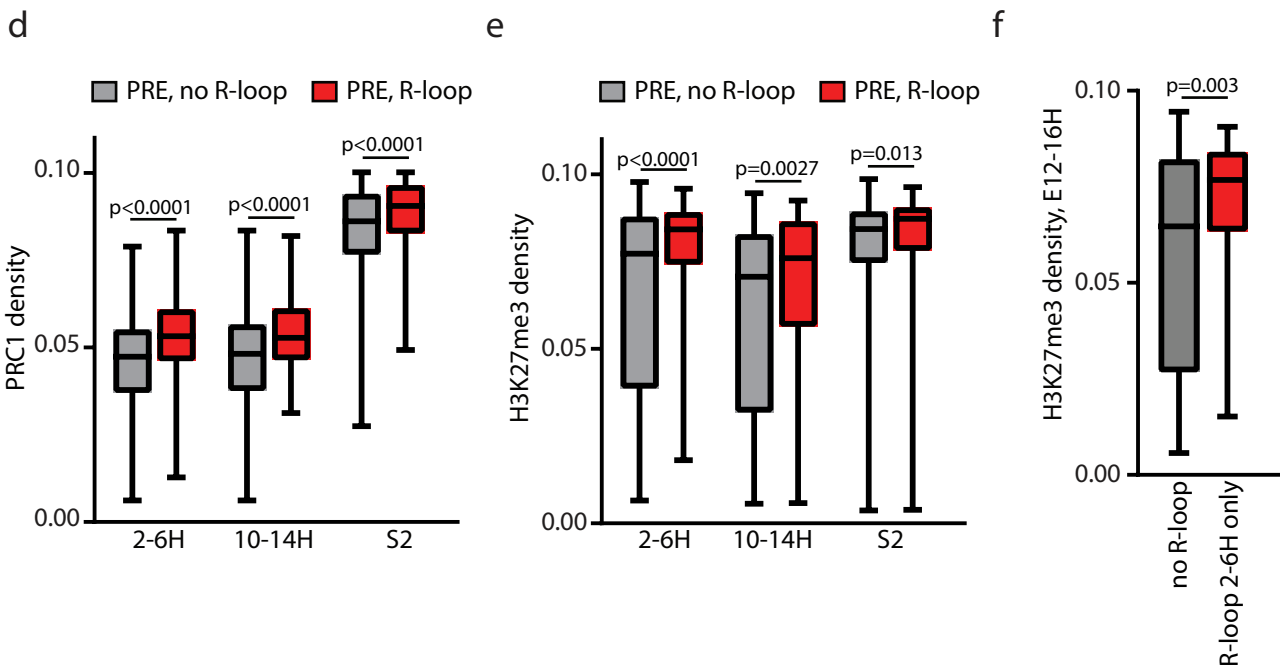 d
PRE, no R-loop
PRE, R-loop
PRC1 density
0.10
0.05
0.00
p<0.0001
p<0.0001
p<0.0001
2-6H
10-14H
S2
e
PRE, no R-loop
PRE, R-loop
H3K27me3 density
0.10
0.05
0.00
p<0.0001
p=0.0027
p=0.013
2-6H
10-14H
S2
f
H3K27me3 density, E12-16H
0.10
0.05
0.00
p=0.003
no R-loop
R-loop 2-6H only